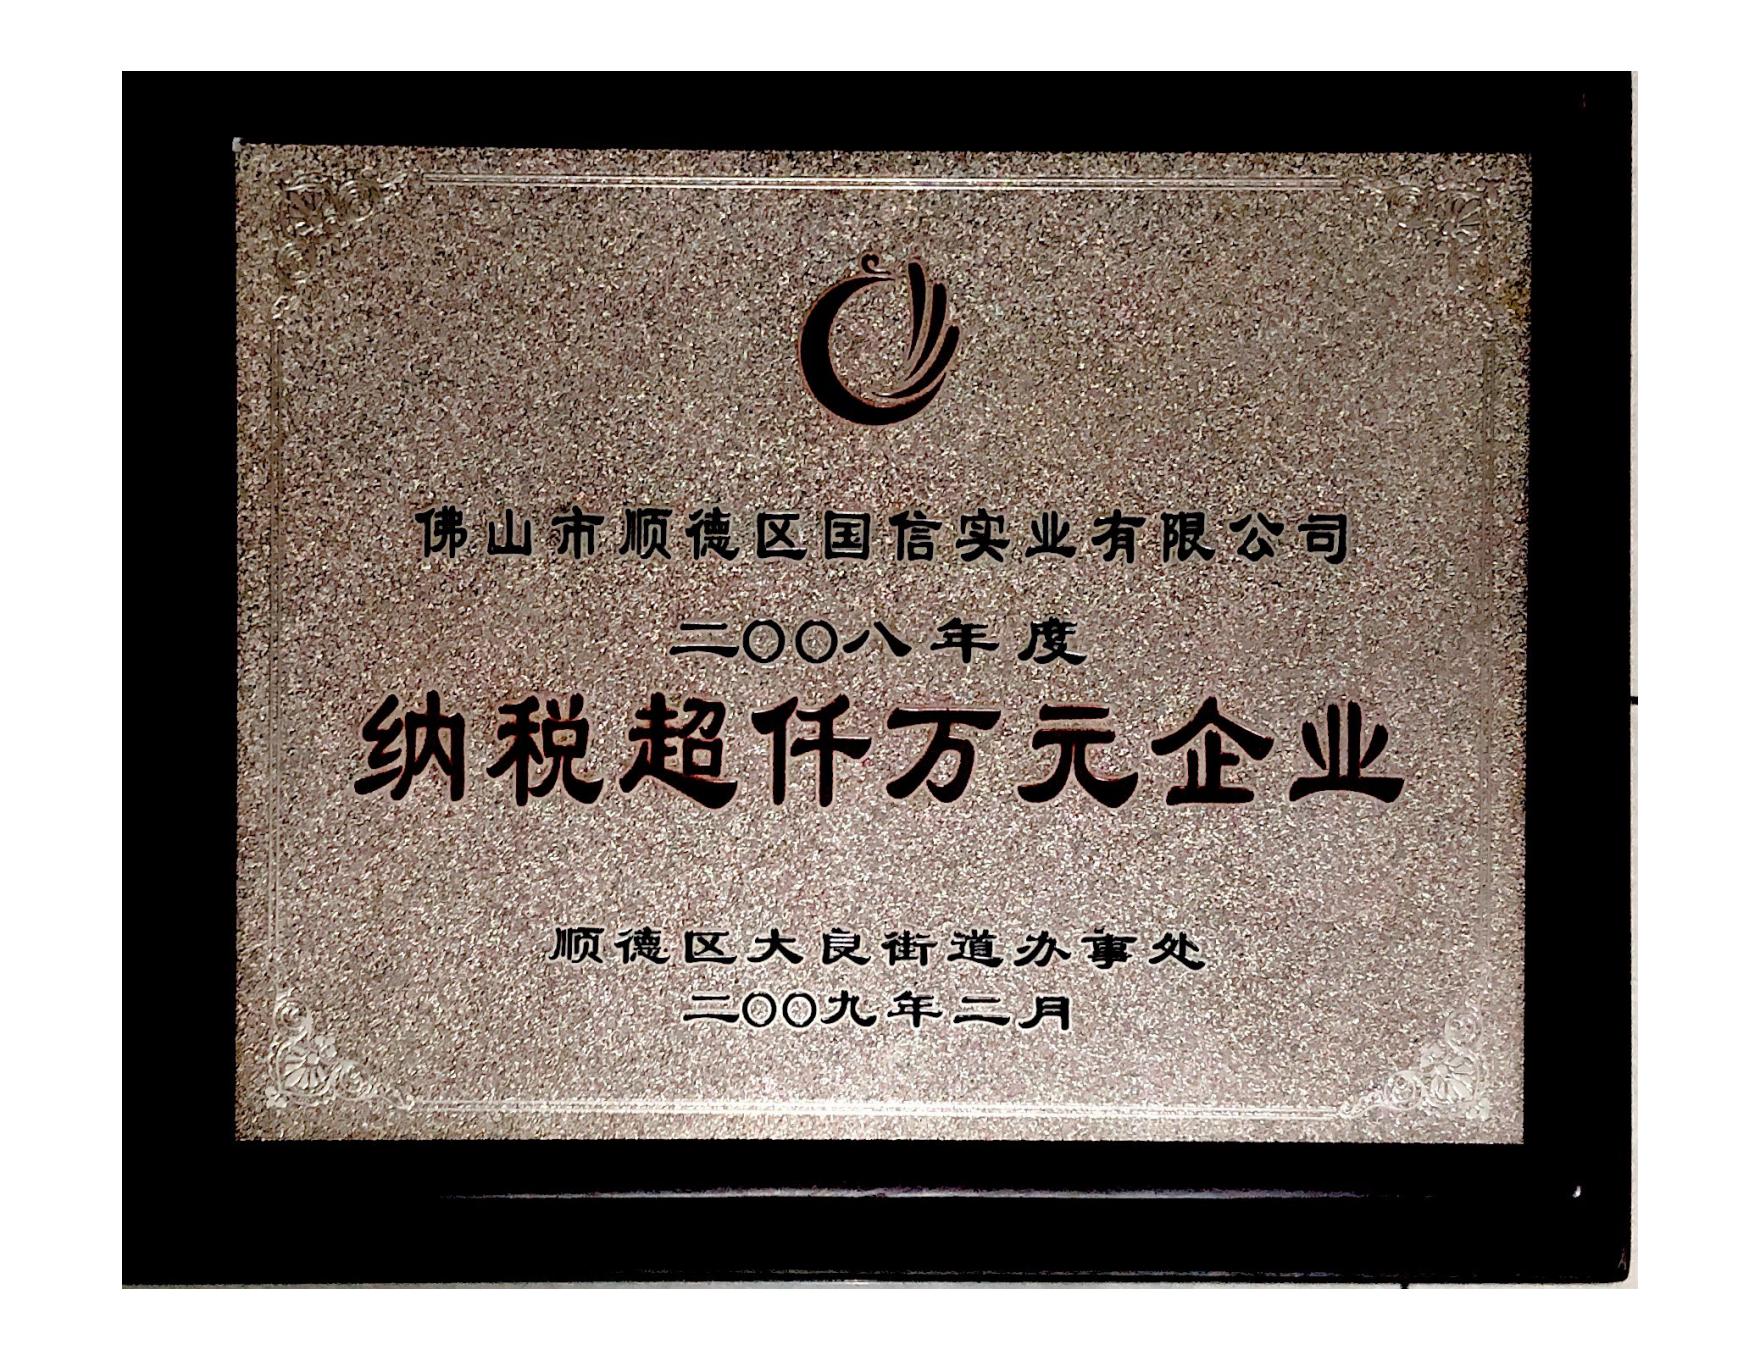 佛山市顺德区国信实业有限公司
二〇〇八年度
纳税超仟万元企业
顺德区大良街道办事处
二〇〇九年二月